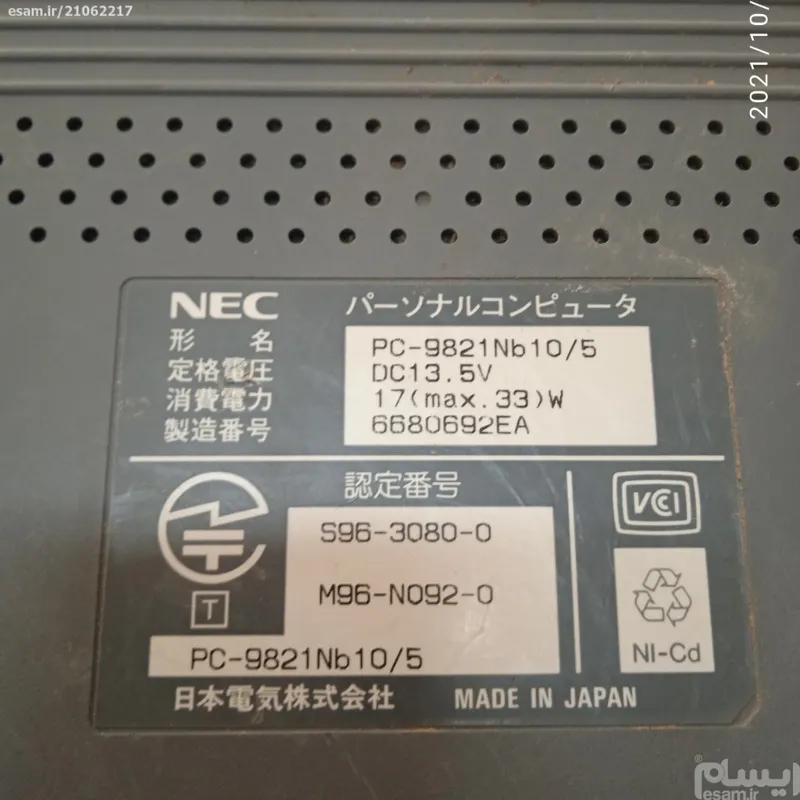 esam.ir/21062217
2021/10/
NEC パーソナルコンピュータ
形名 PC-9821Nb10/5
定格電圧 DC13.5V
消費電力 17(max.33)W
製造番号 6680692EA
認定番号
S96-3080-0
M96-N092-0
T
PC-9821Nb10/5
VCCI
NI-Cd
日本電気株式会社 MADE IN JAPAN
ایسام
esam.ir